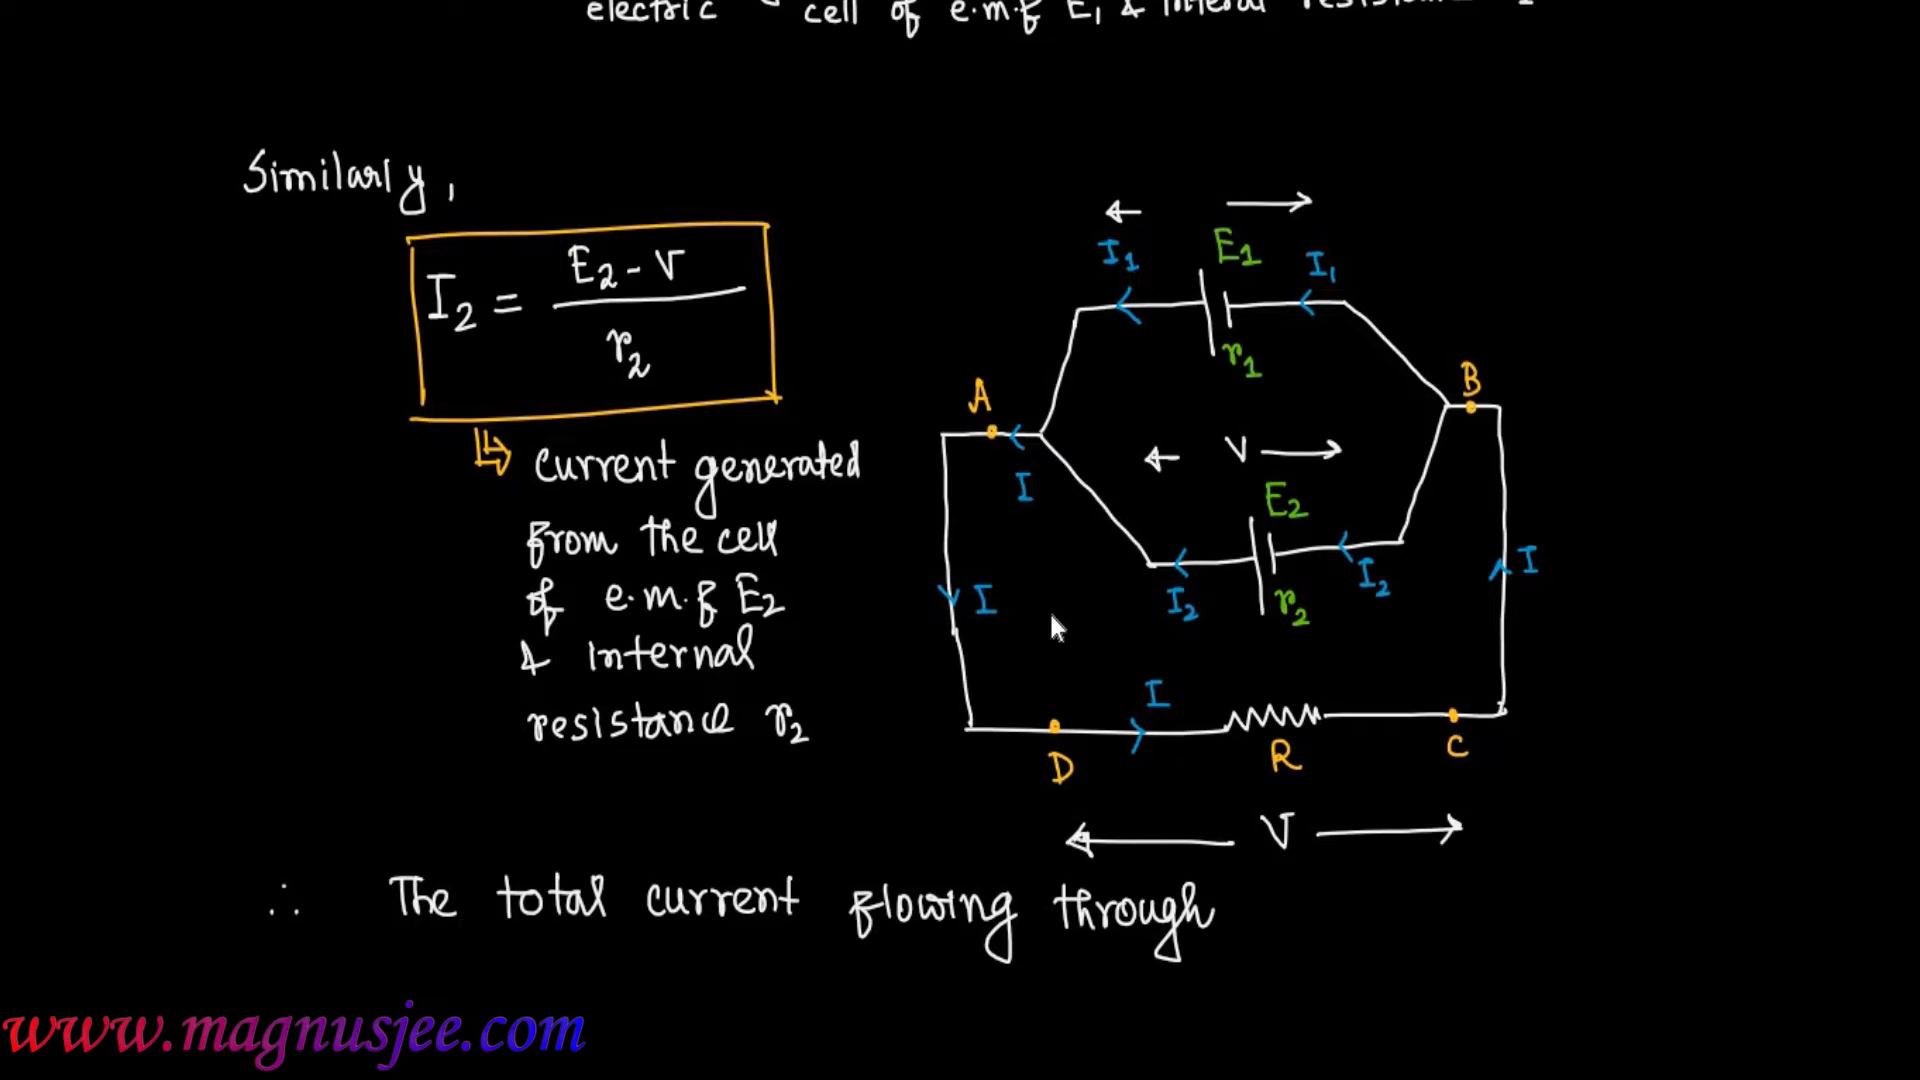 electric cell of e.m.f E1 &
Similarly,
I2 = E2 - V / r2
current generated
from the cell
of e.m.f E2
& internal
resistance r2
I1 E1 I1
r1
A B
V
I E2
I2 r2 I2 I
I
I
D R C
V
∴ The total current flowing through
www.magnusjee.com